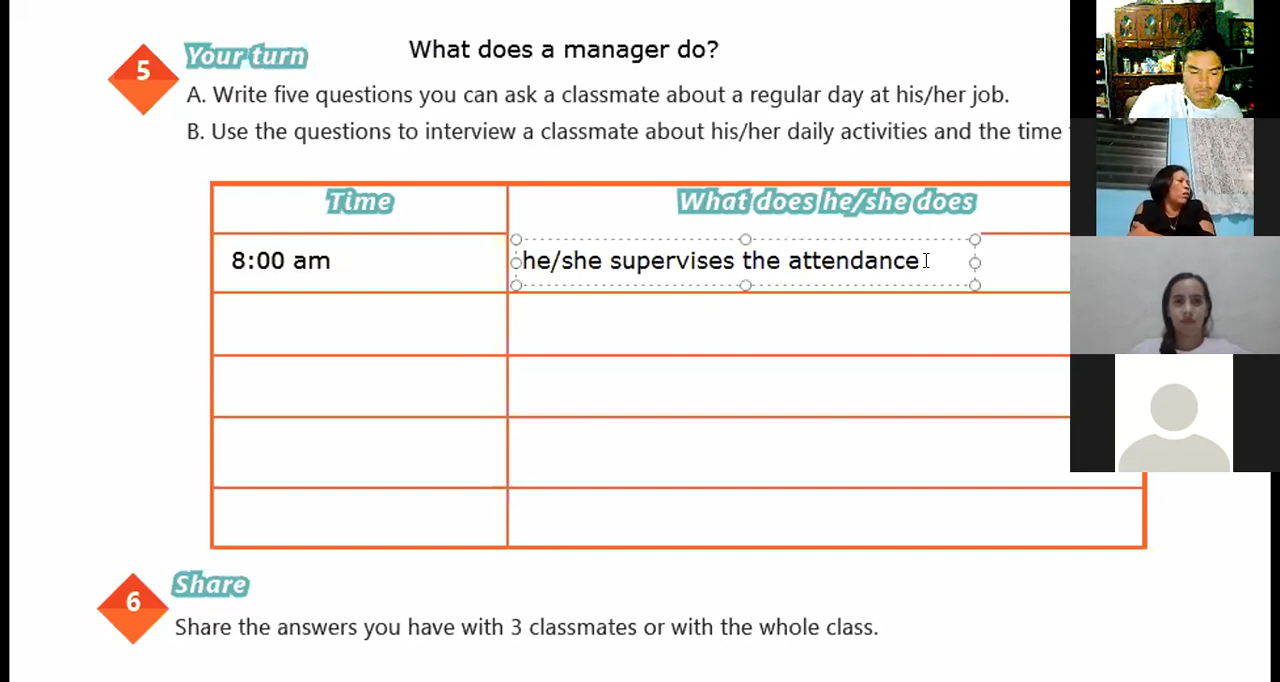 5
Your turn
What does a manager do?
A. Write five questions you can ask a classmate about a regular day at his/her job.
B. Use the questions to interview a classmate about his/her daily activities and the time
Time
What does he/she does
8:00 am
he/she supervises the attendance
6
Share
Share the answers you have with 3 classmates or with the whole class.